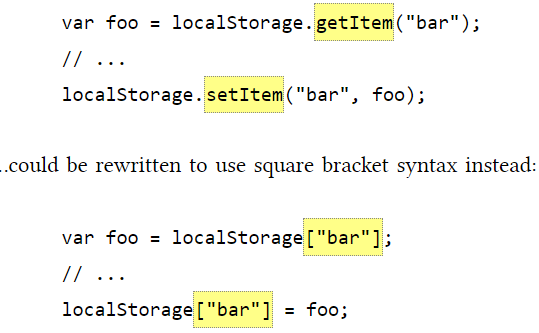 var foo = localStorage.getItem("bar");
// ...
localStorage.setItem("bar", foo);
..could be rewritten to use square bracket syntax instead:
var foo = localStorage["bar"];
// ...
localStorage["bar"] = foo;